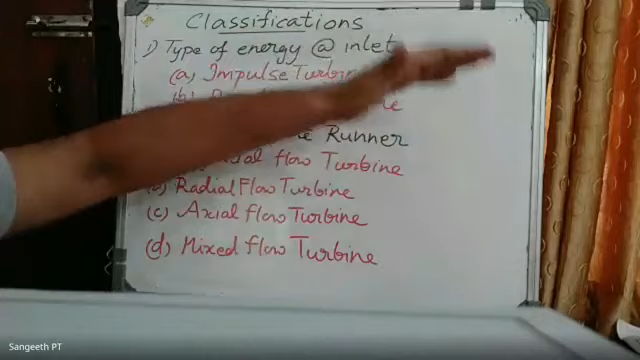 Classifications
1) Type of energy @ inlet
(a) Impulse Turbin
(b)
Runner
flow Turbine
Radial Flow Turbine
(c) Axial flow Turbine
(d) Mixed flow Turbine
Sangeeth PT